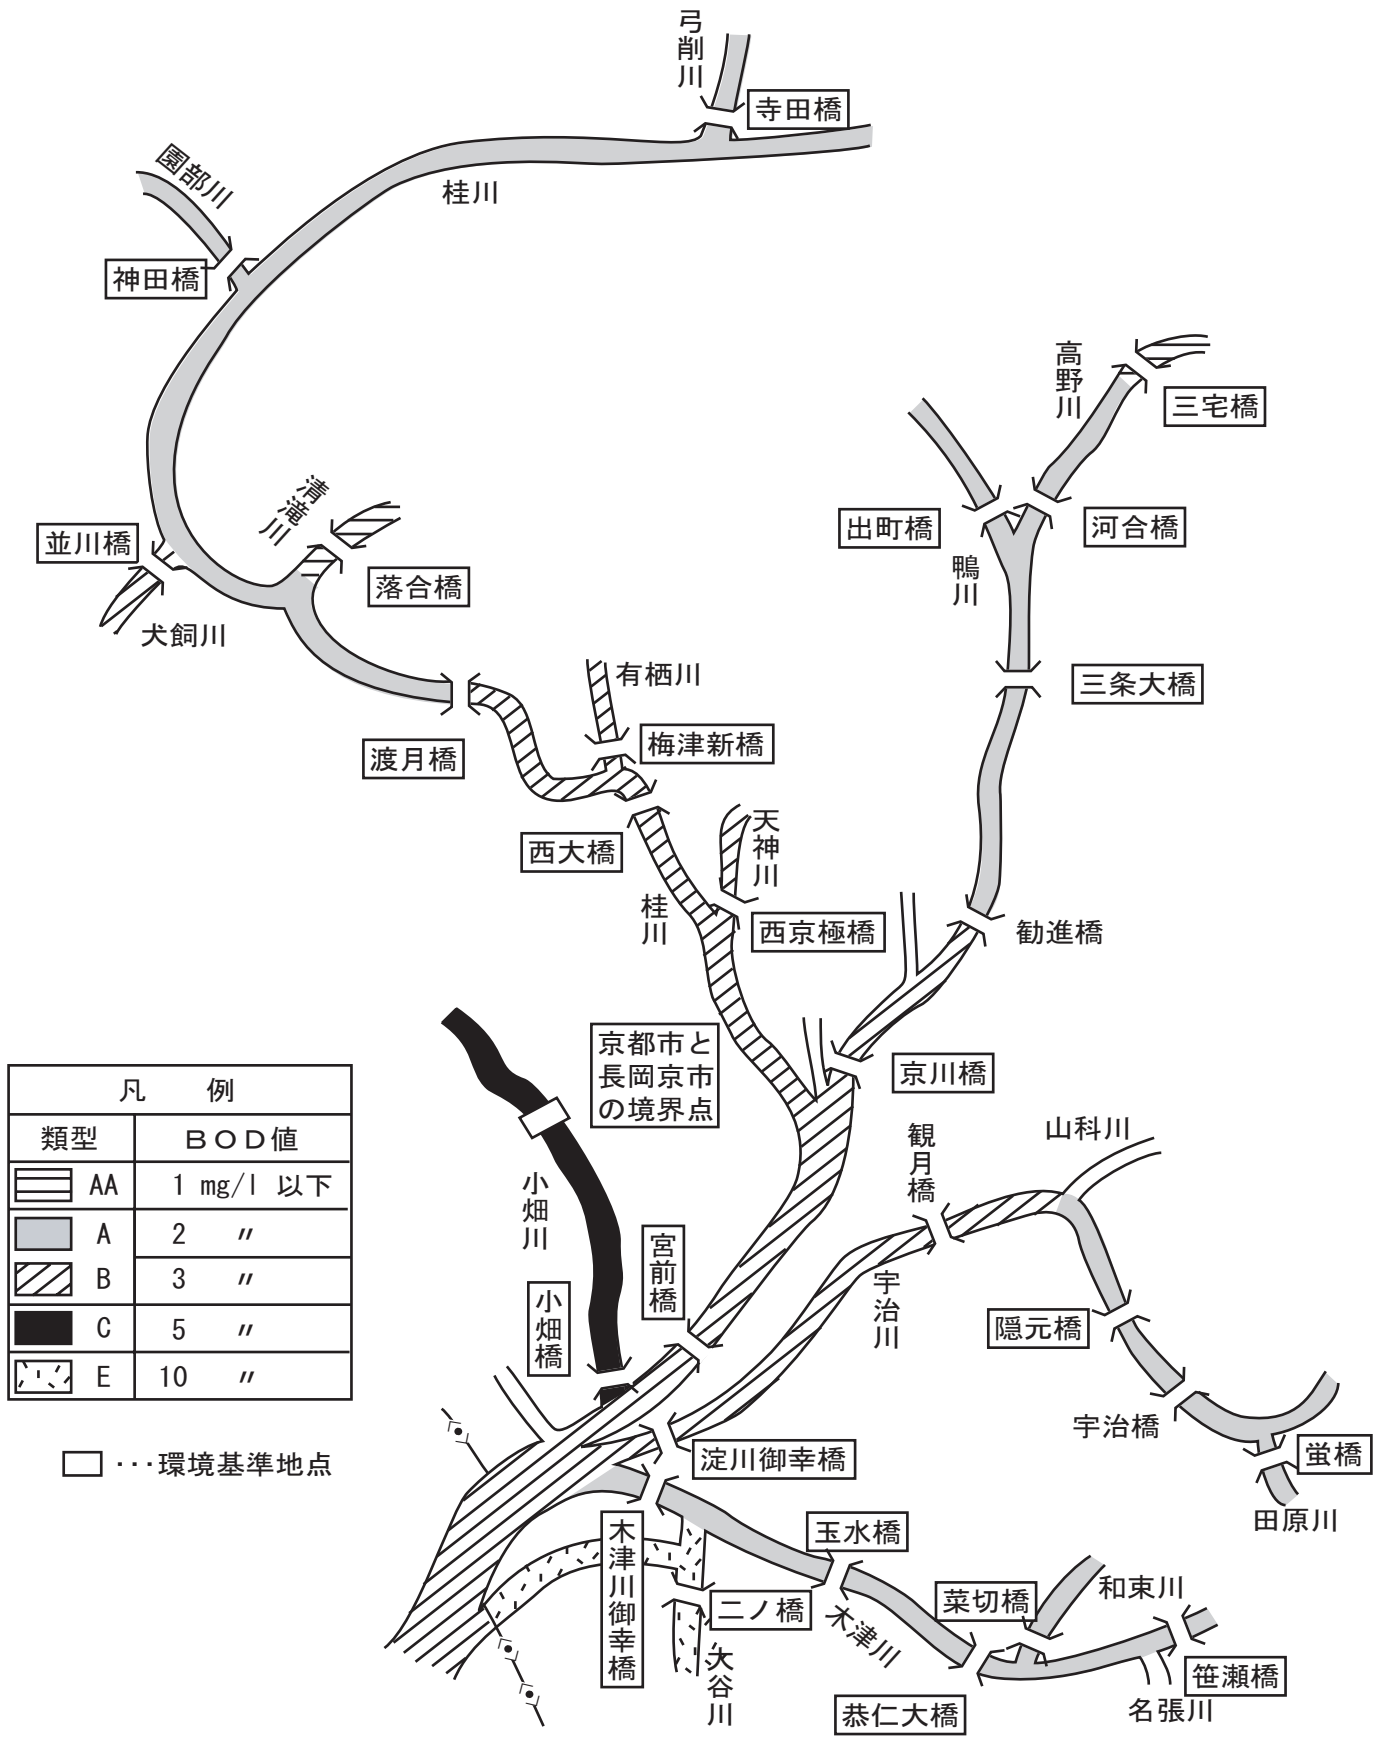 弓削川
寺田橋
園部川
桂川
神田橋
高野川
三宅橋
清滝川
並川橋
落合橋
出町橋
河合橋
鴨川
犬飼川
有栖川
三条大橋
渡月橋
梅津新橋
西大橋
天神川
桂川
西京極橋
勧進橋
京都市と
長岡京市
の境界点
京川橋
凡 例
類型 BOD値
AA 1 mg/l 以下
A 2 〃
B 3 〃
C 5 〃
E 10 〃
山科川
観月橋
小畑川
宮前橋
小畑橋
宇治川
隠元橋
宇治橋
蛍橋
田原川
淀川御幸橋
□ ･･･環境基準地点
木津川御幸橋
玉水橋
二ノ橋
木津川
菜切橋
和束川
大谷川
恭仁大橋
笹瀬橋
名張川